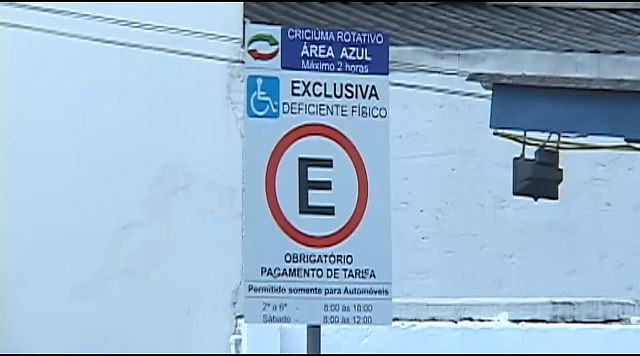 CRICIÚMA ROTATIVO
ÁREA AZUL
Máximo 2 horas
EXCLUSIVA
DEFICIENTE FÍSICO
E
OBRIGATÓRIO
PAGAMENTO DE TARIFA
Permitido somente para Automóveis
2ª a 6ª - 8:00 às 18:00
Sábado - 8:00 às 12:00